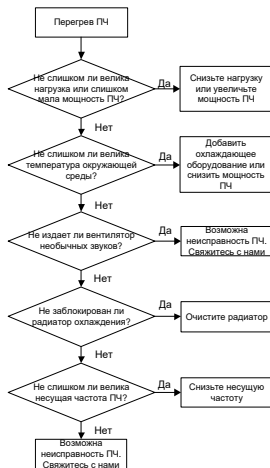 Перегрев ПЧ
Не слишком ли велика
нагрузка или слишком
мала мощность ПЧ?
Да
Снизьте нагрузку
или увеличьте
мощность ПЧ
Нет
Не слишком ли велика
температура окружающей
среды?
Да
Добавить
охлаждающее
оборудование или
снизить мощность
ПЧ
Нет
Не издает ли вентилятор
необычных звуков?
Да
Возможна
неисправность ПЧ.
Свяжитесь с нами
Нет
Не заблокирован ли
радиатор охлаждения?
Да
Очистите радиатор
Нет
Не слишком ли велика
несущая частота ПЧ?
Да
Снизьте несущую
частоту
Нет
Возможна
неисправность ПЧ.
Свяжитесь с нами